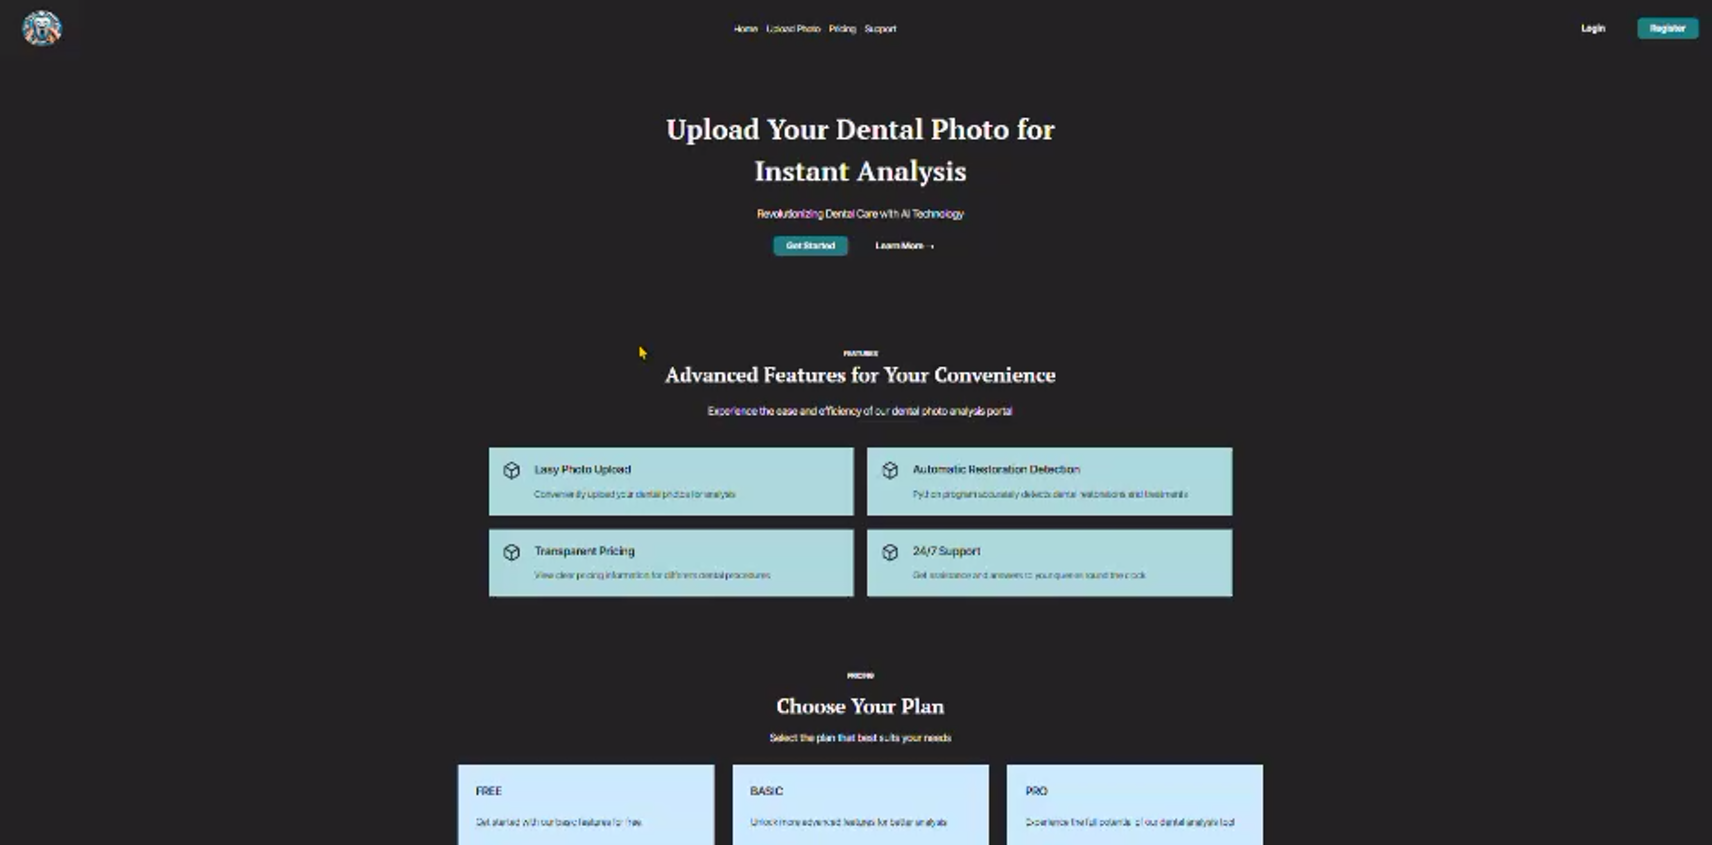 Home Upload Photo Pricing Support
Login
Register
Upload Your Dental Photo for
Instant Analysis
Revolutionizing Dental Care with AI Technology
Get Started
Learn More →
FEATURES
Advanced Features for Your Convenience
Experience the ease and efficiency of our dental photo analysis portal
Easy Photo Upload
Conveniently upload your dental photos for analysis
Automatic Restoration Detection
Python program accurately detects dental restorations and treatments
Transparent Pricing
View clear pricing information for different dental procedures
24/7 Support
Get assistance and answers to your queries round the clock
PRICING
Choose Your Plan
Select the plan that best suits your needs
FREE
Get started with our basic features for free
BASIC
Unlock more advanced features for better analysis
PRO
Experience the full potential of our dental analysis tool